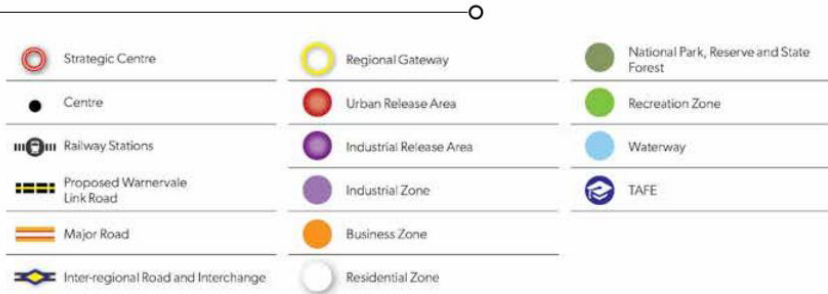 Strategic Centre
Centre
Railway Stations
Proposed Warnervale
Link Road
Major Road
Inter-regional Road and Interchange
Regional Gateway
Urban Release Area
Industrial Release Area
Industrial Zone
Business Zone
Residential Zone
National Park, Reserve and State
Forest
Recreation Zone
Waterway
TAFE